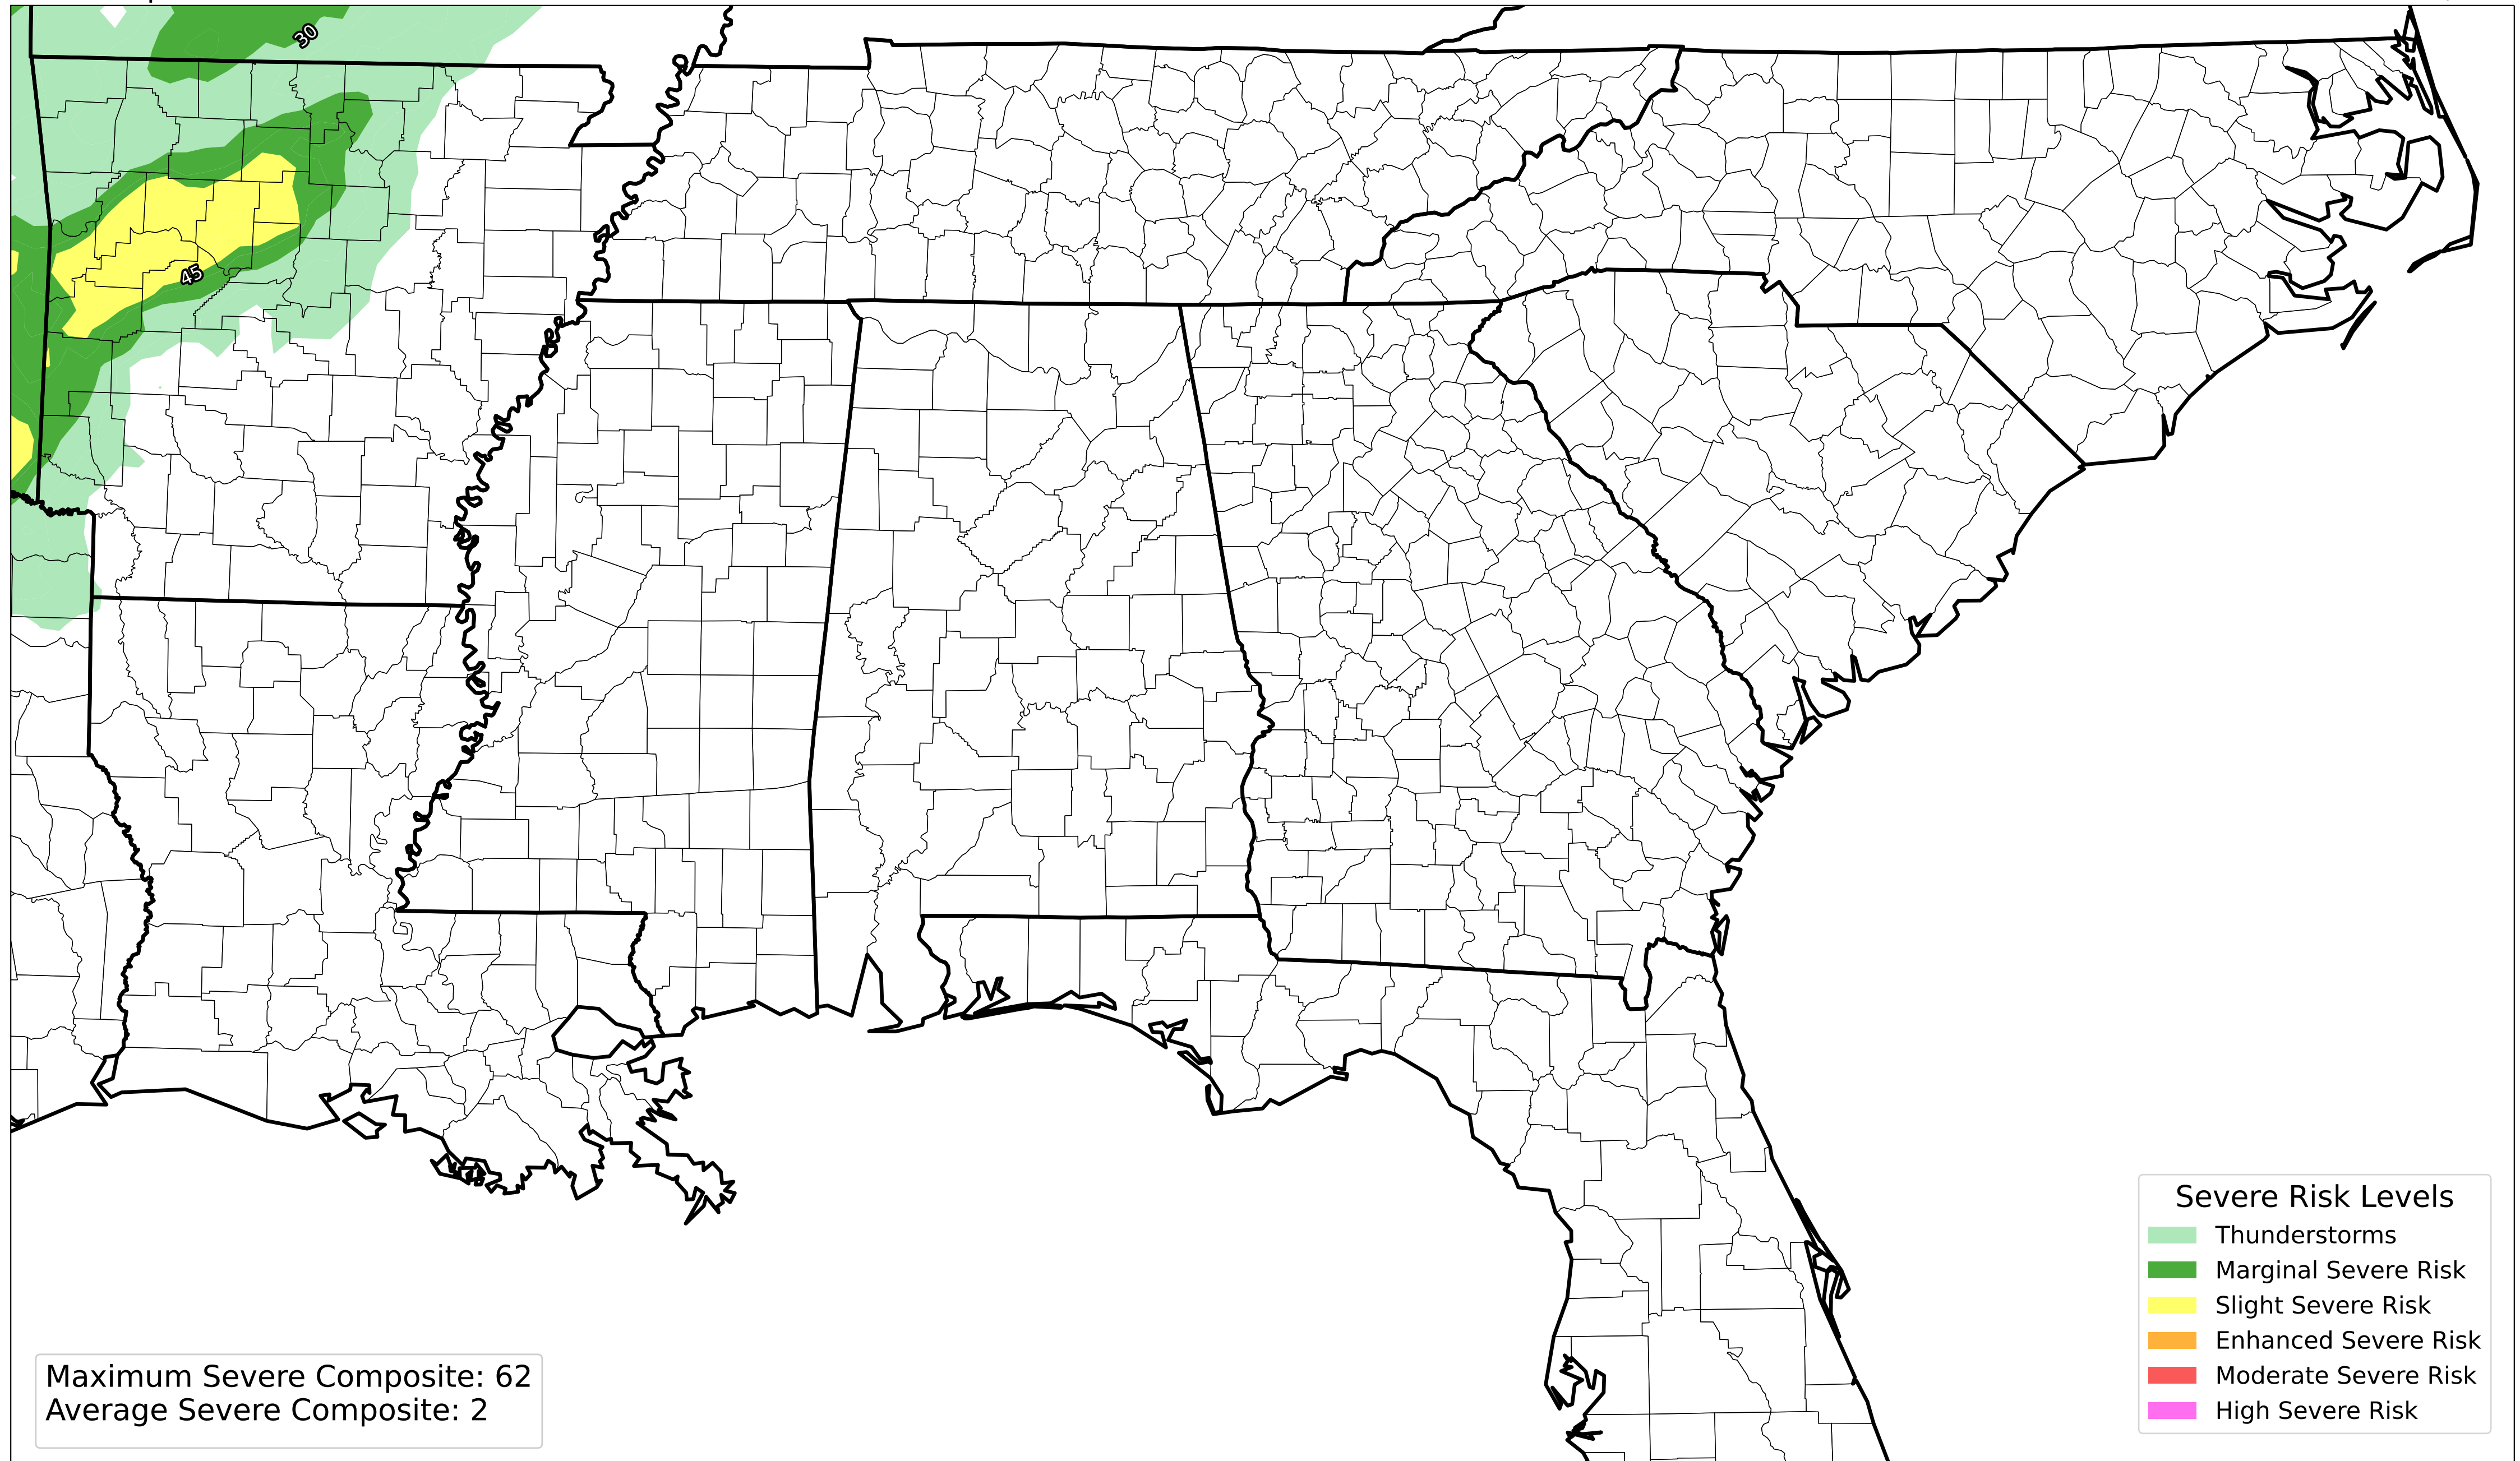 30
45
Severe Risk Levels
Thunderstorms
Marginal Severe Risk
Slight Severe Risk
Enhanced Severe Risk
Moderate Severe Risk
High Severe Risk
Maximum Severe Composite: 62
Average Severe Composite: 2